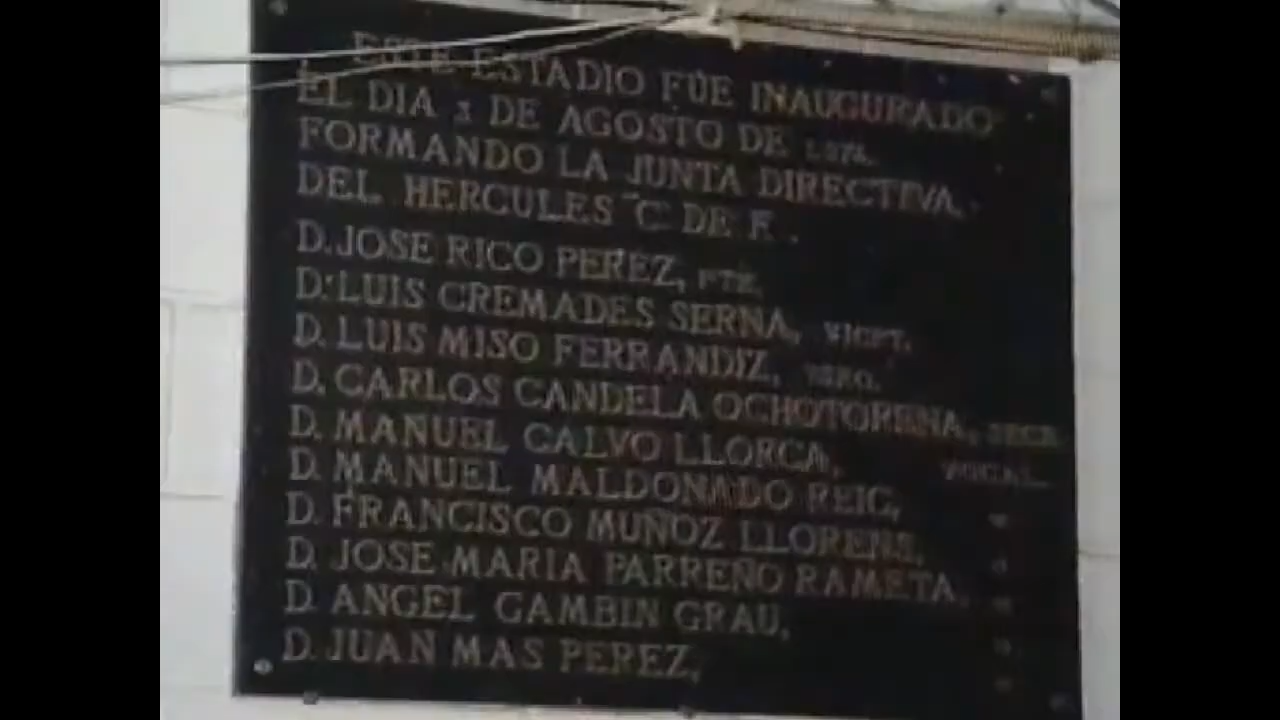 ESTE ESTADIO FUE INAUGURADO
EL DIA 3 DE AGOSTO DE 1.974.
FORMANDO LA JUNTA DIRECTIVA,
DEL HERCULES C. DE F.
D. JOSE RICO PEREZ, PTE.
D. LUIS CREMADES SERNA, VICPT.
D. LUIS MISO FERRANDIZ,
D. CARLOS CANDELA OCHOTORENA, SECR.
D. MANUEL CALVO LLORCA, VOCAL.
D. MANUEL MALDONADO REIG, "
D. FRANCISCO MUÑOZ LLORENS, "
D. JOSE MARIA PARREÑO RAMETA, "
D. ANGEL GAMBIN GRAU, "
D. JUAN MAS PEREZ, "